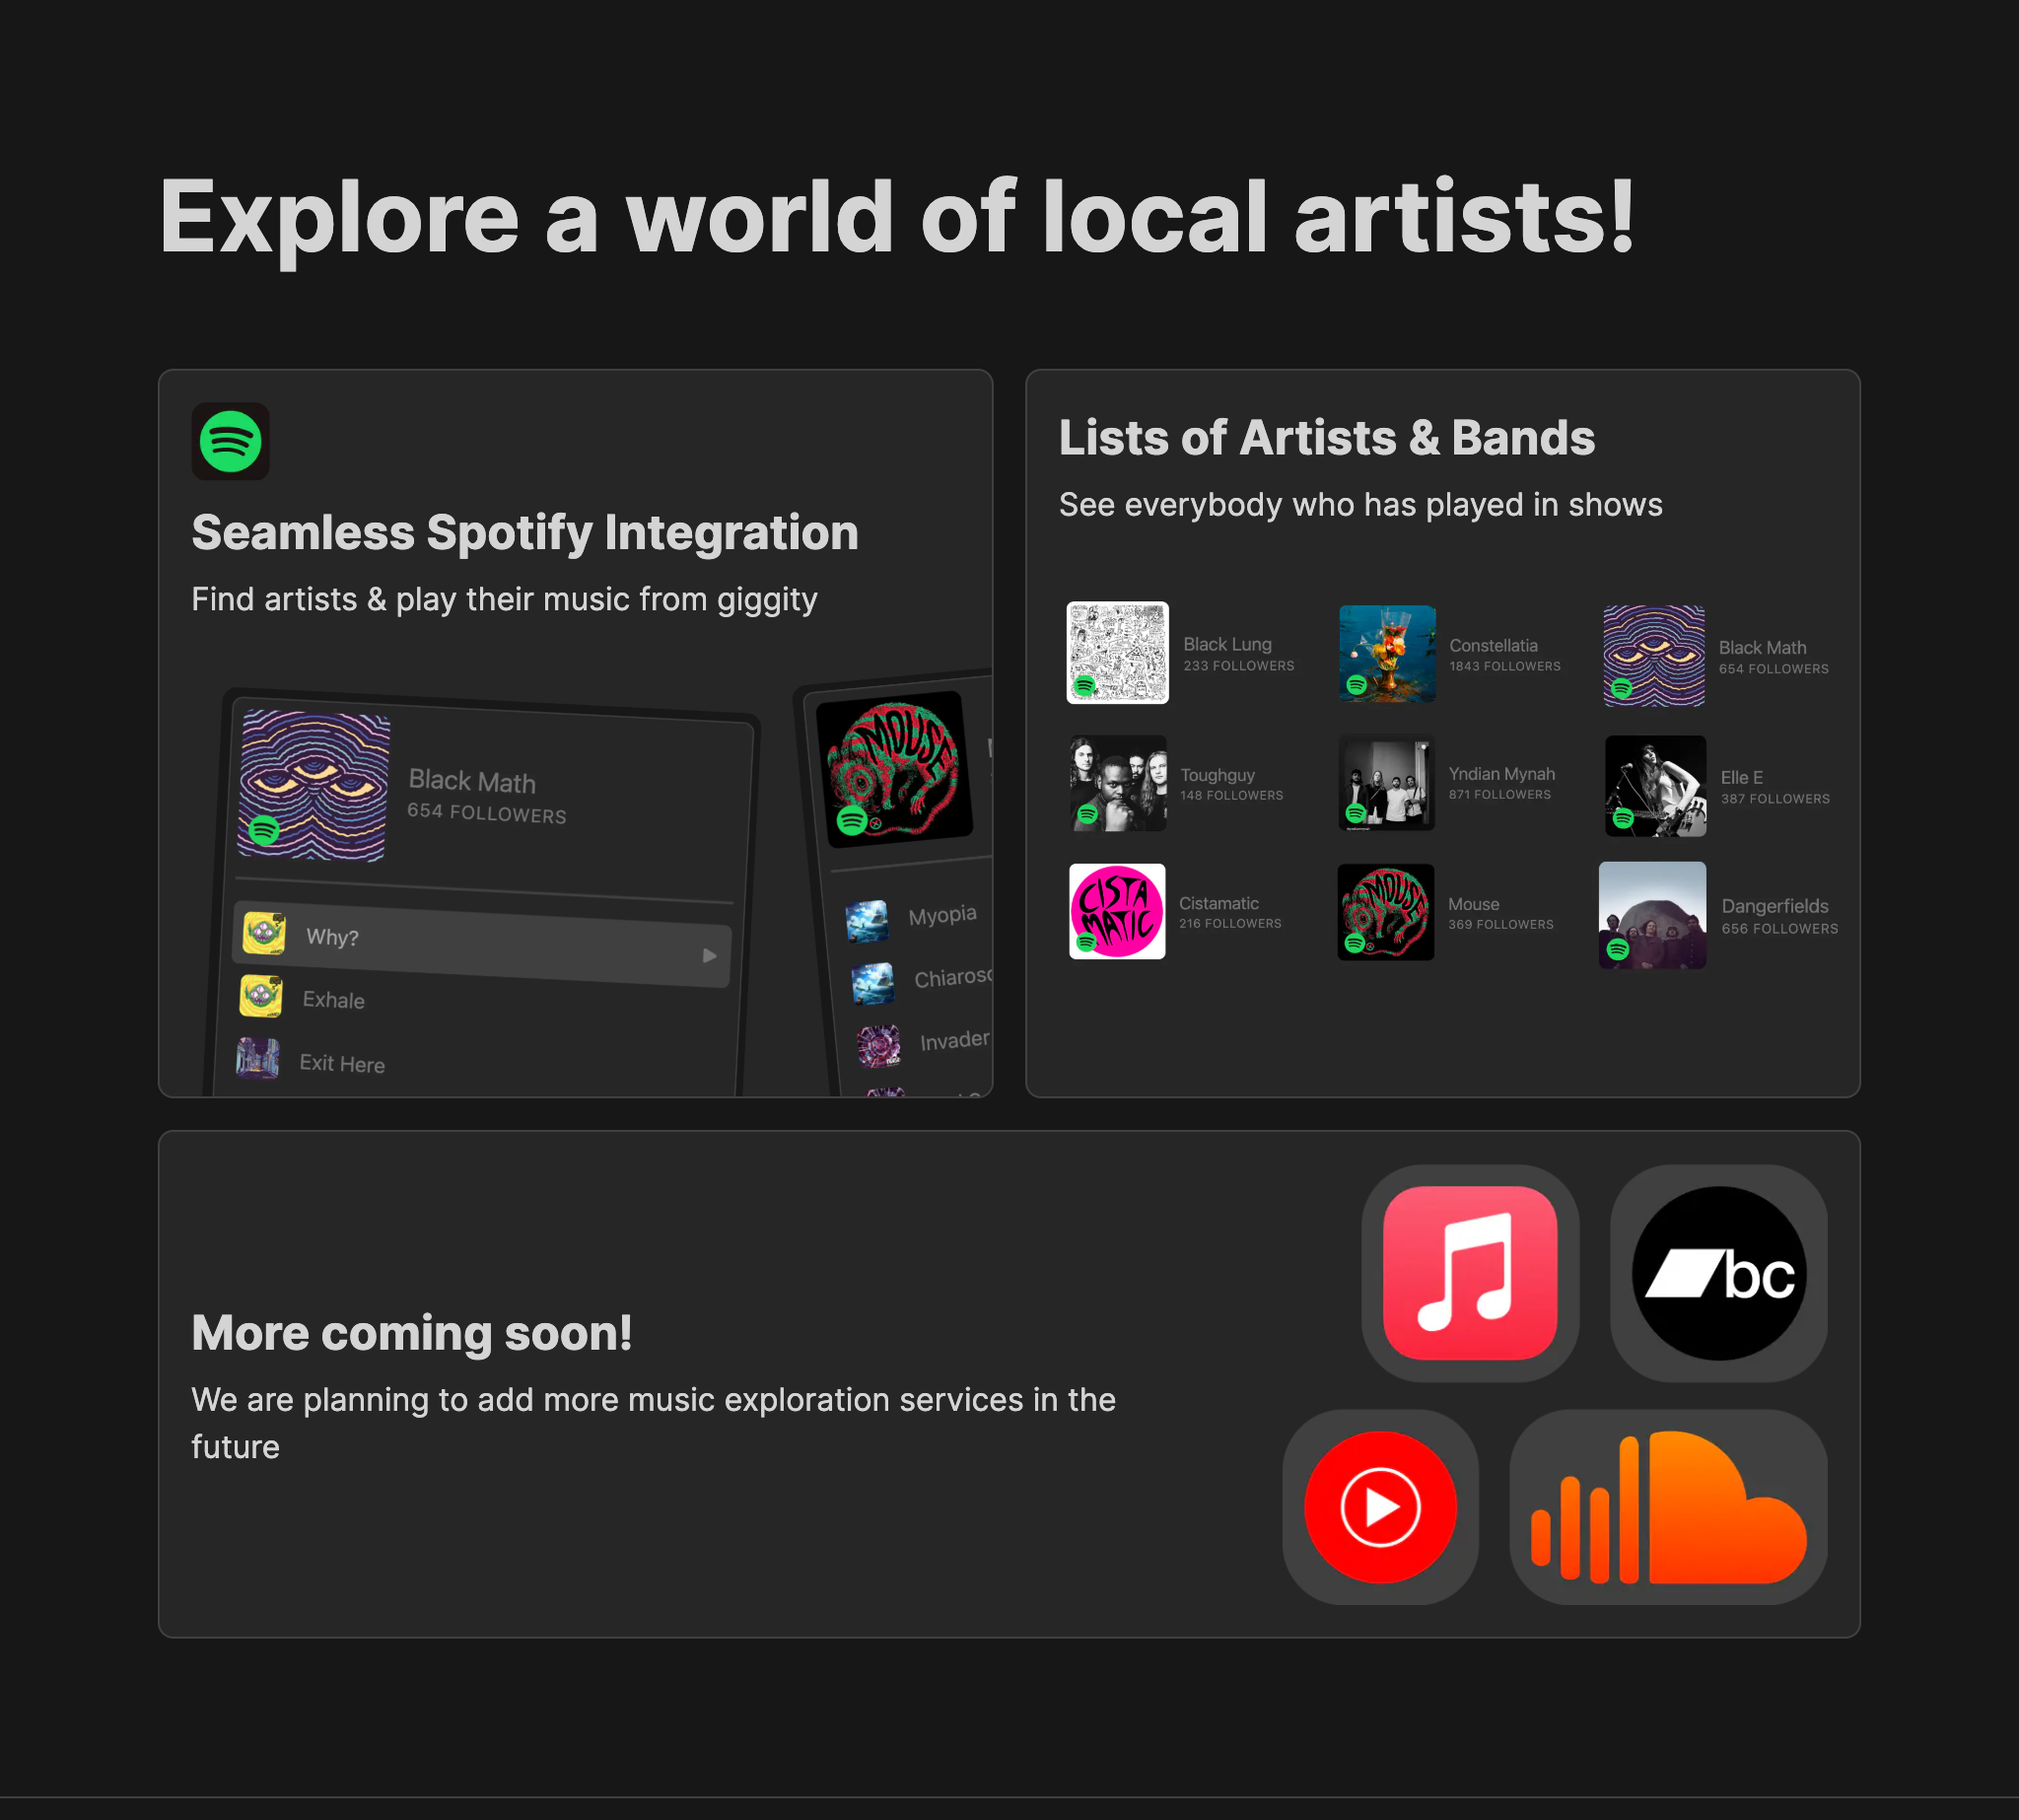 Explore a world of local artists!
Seamless Spotify Integration
Find artists & play their music from giggity
Black Math
654 FOLLOWERS
Why?
Exhale
Exit Here
MOUSE
Myopia
Chiarosc
Invader
Lists of Artists & Bands
See everybody who has played in shows
Black Lung
233 FOLLOWERS
Constellatia
1843 FOLLOWERS
Black Math
654 FOLLOWERS
Toughguy
148 FOLLOWERS
Yndian Mynah
871 FOLLOWERS
Elle E
387 FOLLOWERS
CISTA
MATIC
Cistamatic
216 FOLLOWERS
MOUSE
Mouse
369 FOLLOWERS
Dangerfields
656 FOLLOWERS
More coming soon!
We are planning to add more music exploration services in the
future
bc